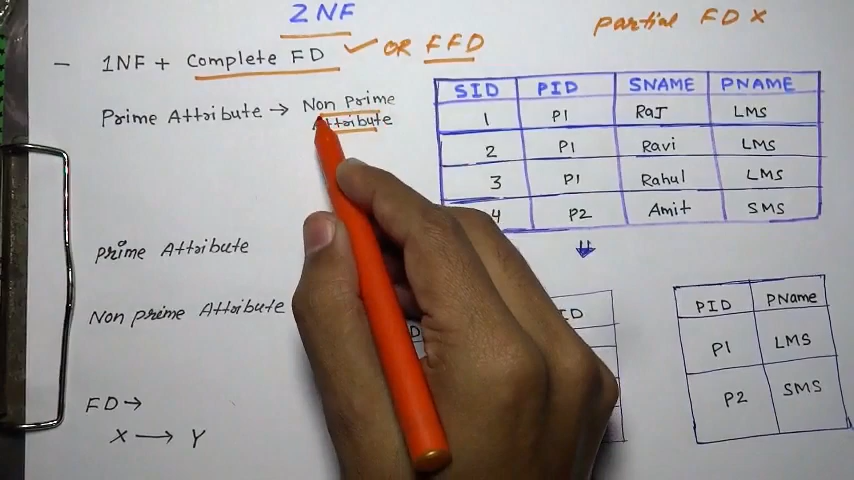 2NF
partial FD X
- 1NF + Complete FD ✓ OR FFD
Prime Attribute → Non Prime
Attribute
SID PID SNAME PNAME
1 P1 RaJ LMS
2 P1 Ravi LMS
3 P1 Rahul LMS
4 P2 Amit SMS
prime Attribute
Non prime Attribute
PID PName
P1 LMS
P2 SMS
FD →
X → Y